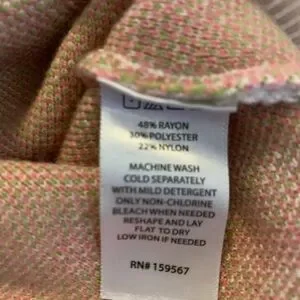 48% RAYON
30% POLYESTER
22% NYLON
MACHINE WASH
COLD SEPARATELY
WITH MILD DETERGENT
ONLY NON-CHLORINE
BLEACH WHEN NEEDED
RESHAPE AND LAY
FLAT TO DRY
LOW IRON IF NEEDED
RN# 159567